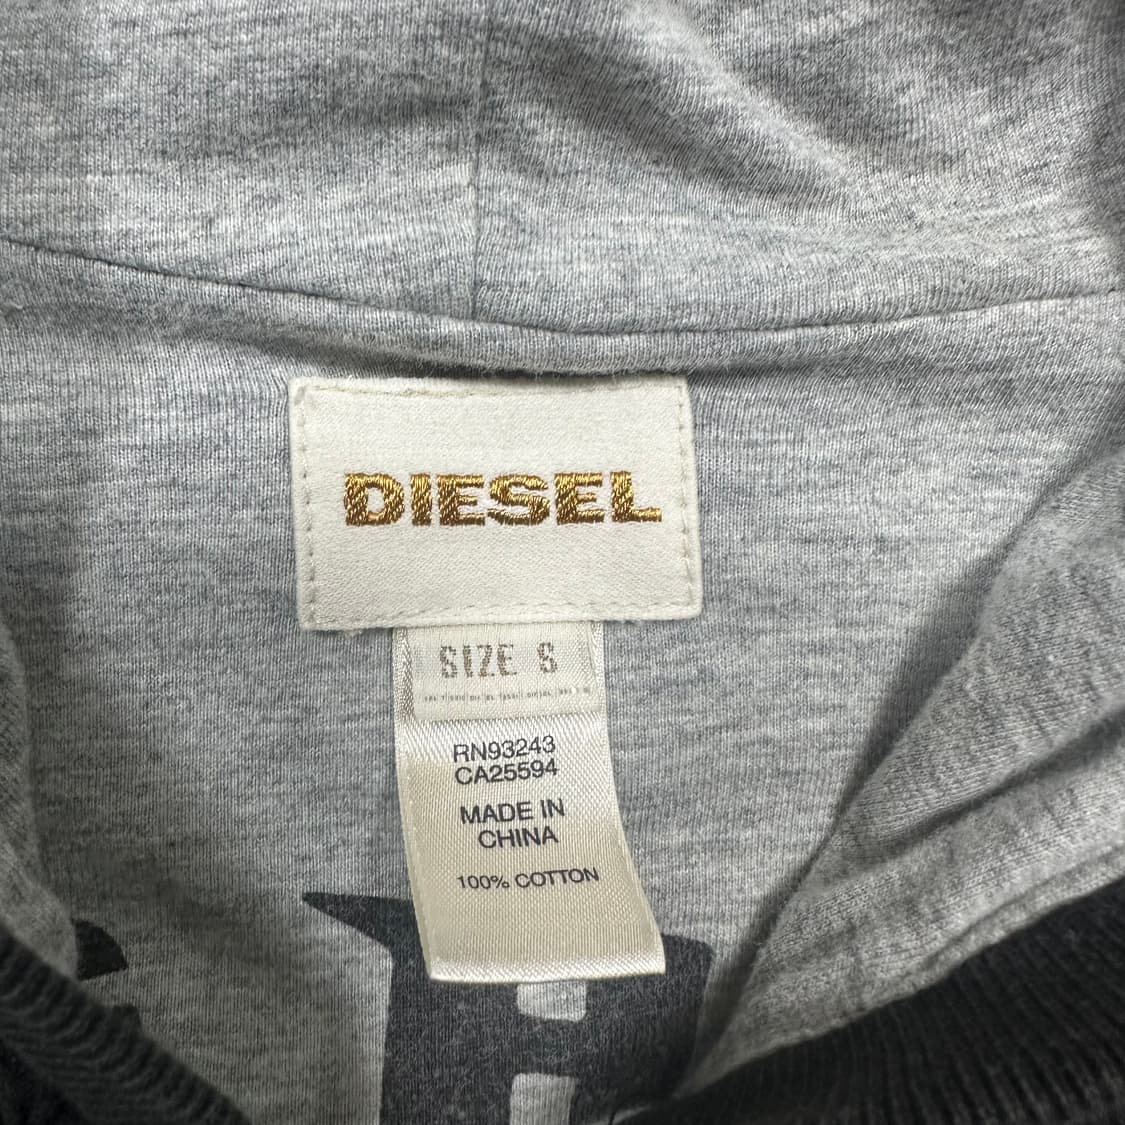 DIESEL
SIZE S
RN93243
CA25594
MADE IN
CHINA
100% COTTON